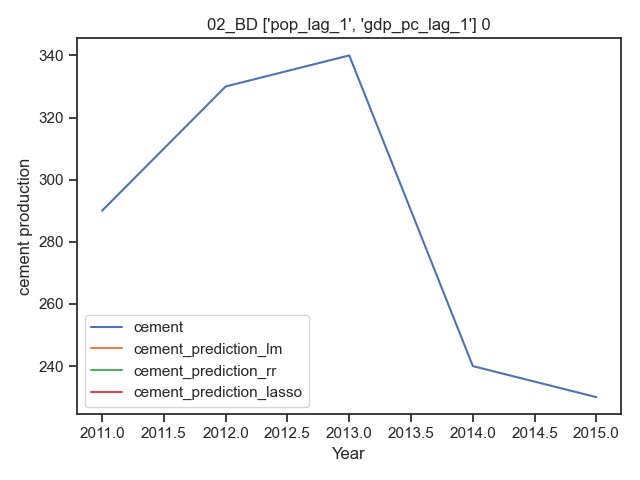 02_BD ['pop_lag_1', 'gdp_pc_lag_1'] 0
340
320
300
280
260
240
cement production
cement
cement_prediction_lm
cement_prediction_rr
cement_prediction_lasso
2011.0 2011.5 2012.0 2012.5 2013.0 2013.5 2014.0 2014.5 2015.0
Year